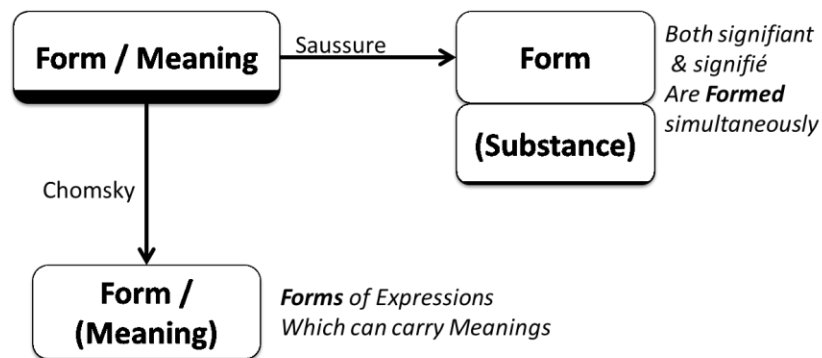 Form / Meaning
Saussure
Form
(Substance)
Both signifiant
& signifié
Are Formed
simultaneously
Chomsky
Form /
(Meaning)
Forms of Expressions
Which can carry Meanings